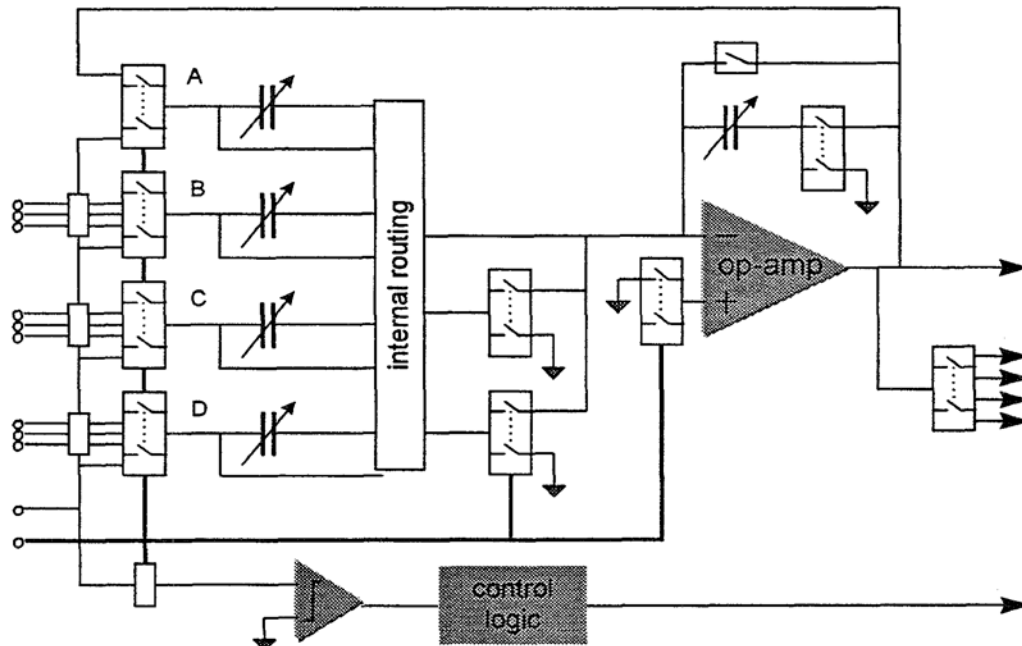 A
B
C
D
internal routing
op-amp
control
logic